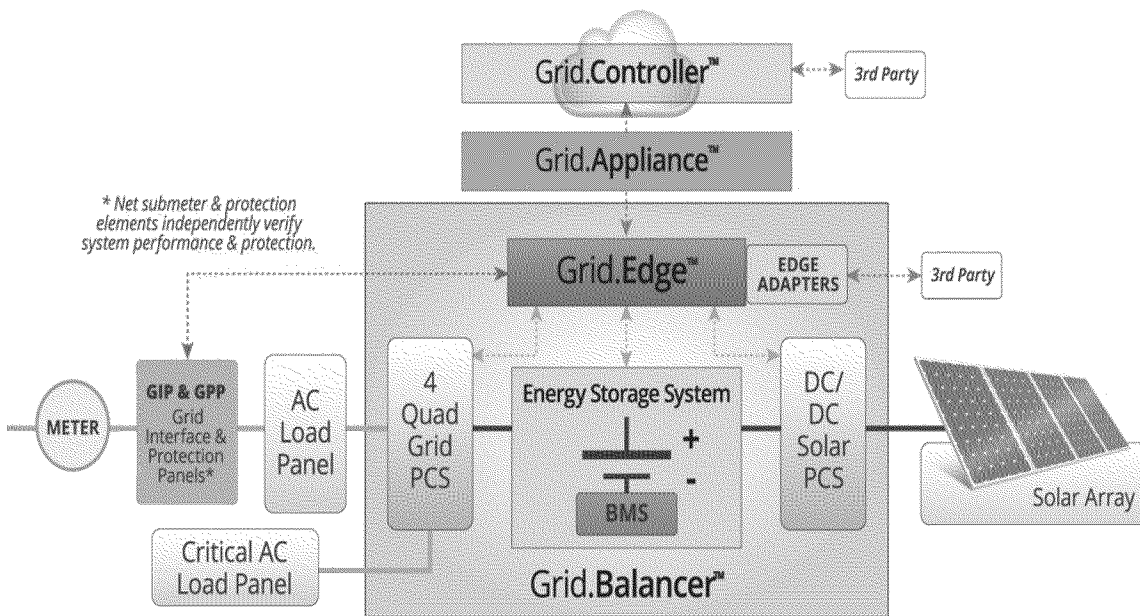 Grid.Controller™
3rd Party
Grid.Appliance™
* Net submeter & protection
elements independently verify
system performance & protection.
Grid.Edge™
EDGE
ADAPTERS
3rd Party
METER
GIP & GPP
Grid
Interface &
Protection
Panels*
AC
Load
Panel
4
Quad
Grid
PCS
Energy Storage System
+
-
BMS
DC/
DC
Solar
PCS
Solar Array
Critical AC
Load Panel
Grid.Balancer™